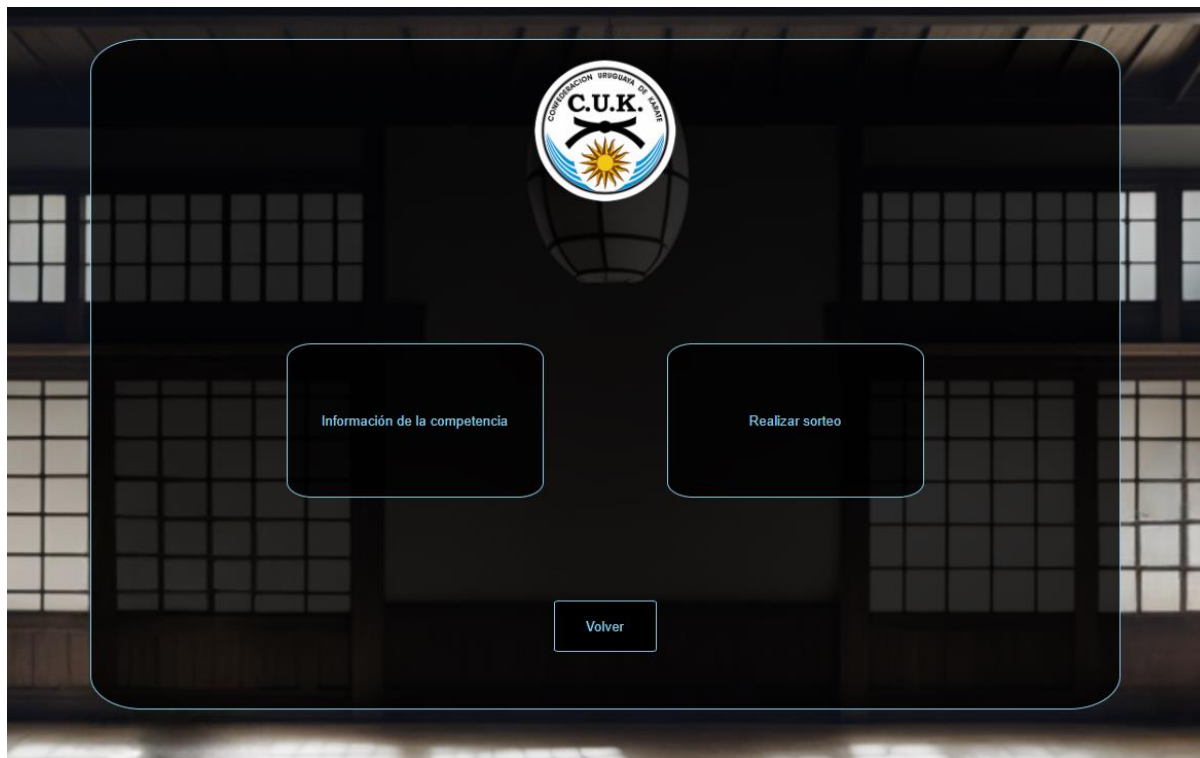 CONFEDERACION URUGUAYA DE KARATE
C.U.K.
Información de la competencia
Realizar sorteo
Volver